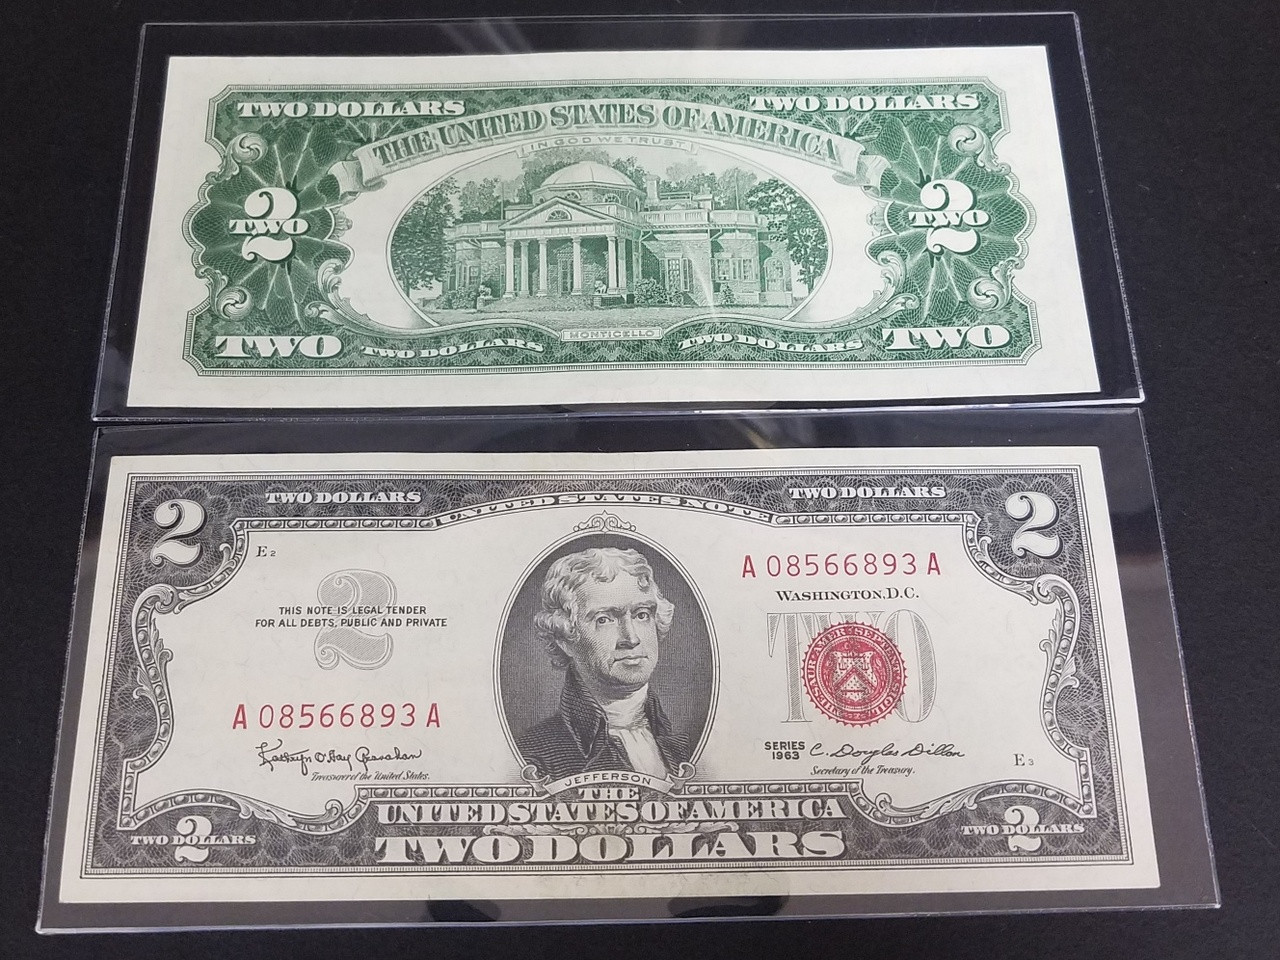 TWO DOLLARS
TWO DOLLARS
THE UNITED STATES OF AMERICA
IN GOD WE TRUST
2
TWO
2
TWO
MONTICELLO
TWO
TWO DOLLARS
TWO DOLLARS
TWO
2
TWO DOLLARS
UNITED STATES NOTE
TWO DOLLARS
2
E2
A 08566893 A
WASHINGTON, D.C.
2
THIS NOTE IS LEGAL TENDER
FOR ALL DEBTS, PUBLIC AND PRIVATE
TWO
A 08566893 A
Kathryn O'Hay Granahan
Treasurer of the United States.
SERIES
1963
C. Douglas Dillon
Secretary of the Treasury.
E3
JEFFERSON
THE
UNITED STATES OF AMERICA
TWO DOLLARS
2
TWO DOLLARS
2
TWO DOLLARS